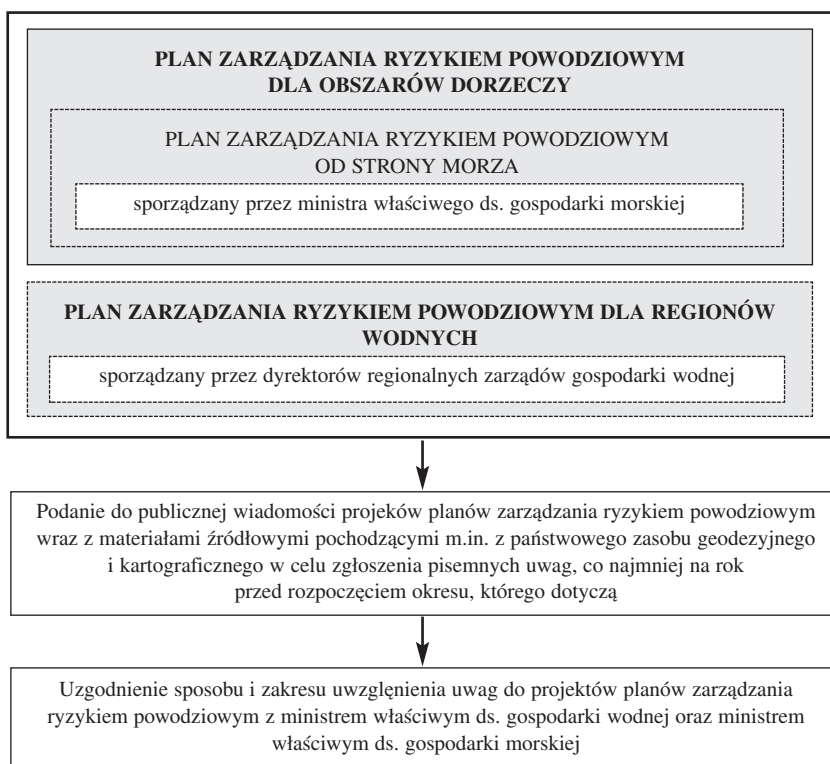 PLAN ZARZĄDZANIA RYZYKIEM POWODZIOWYM
DLA OBSZARÓW DORZECZY
PLAN ZARZĄDZANIA RYZYKIEM POWODZIOWYM
OD STRONY MORZA
sporządzany przez ministra właściwego ds. gospodarki morskiej
PLAN ZARZĄDZANIA RYZYKIEM POWODZIOWYM DLA REGIONÓW
WODNYCH
sporządzany przez dyrektorów regionalnych zarządów gospodarki wodnej
Podanie do publicznej wiadomości projeków planów zarządzania ryzykiem powodziowym
wraz z materiałami źródłowymi pochodzącymi m.in. z państwowego zasobu geodezyjnego
i kartograficznego w celu zgłoszenia pisemnych uwag, co najmniej na rok
przed rozpoczęciem okresu, którego dotyczą
Uzgodnienie sposobu i zakresu uwzględnienia uwag do projektów planów zarządzania
ryzykiem powodziowym z ministrem właściwym ds. gospodarki wodnej oraz ministrem
właściwym ds. gospodarki morskiej